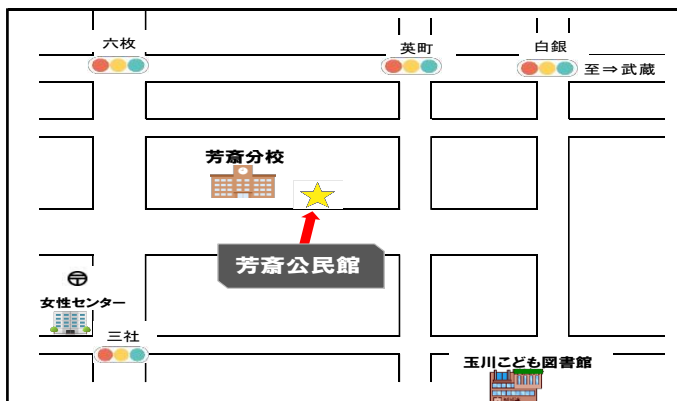 六枚
英町
白銀
至⇒武蔵
芳斎分校
芳斎公民館
〒
女性センター
三社
玉川こども図書館